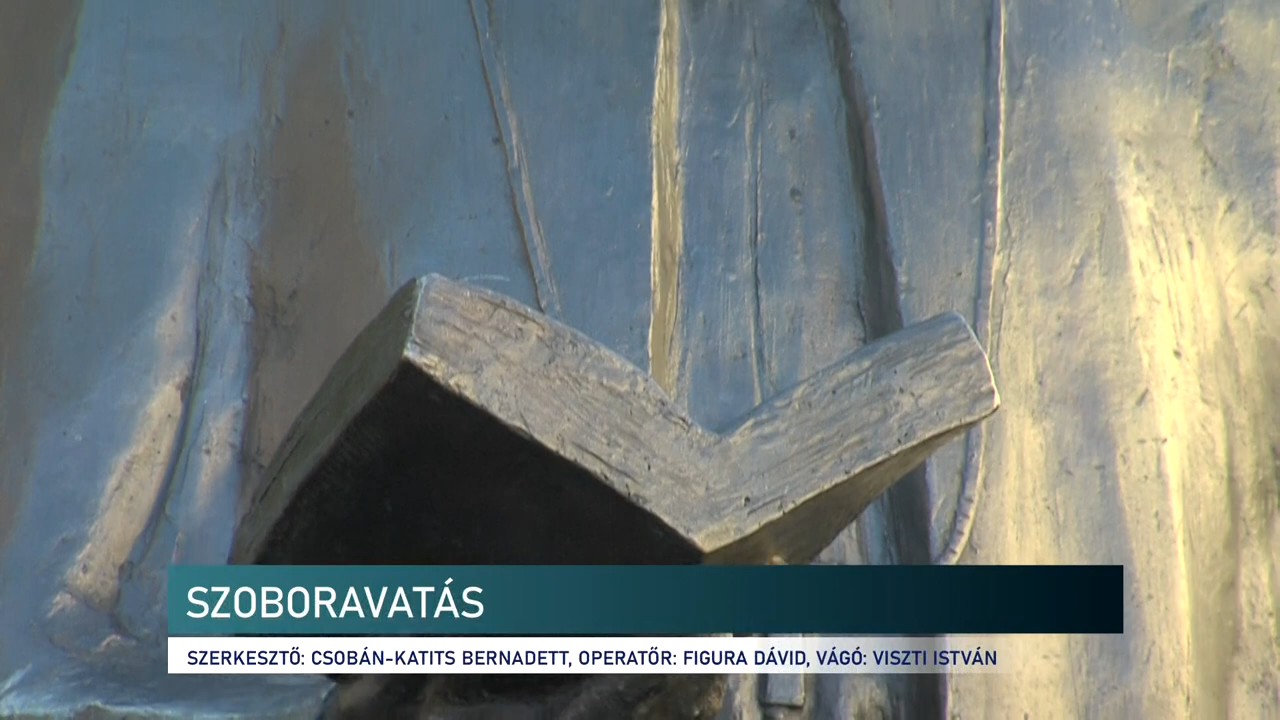 SZOBORAVATÁS
SZERKESZTŐ: CSOBÁN-KATITS BERNADETT, OPERATŐR: FIGURA DÁVID, VÁGÓ: VISZTI ISTVÁN